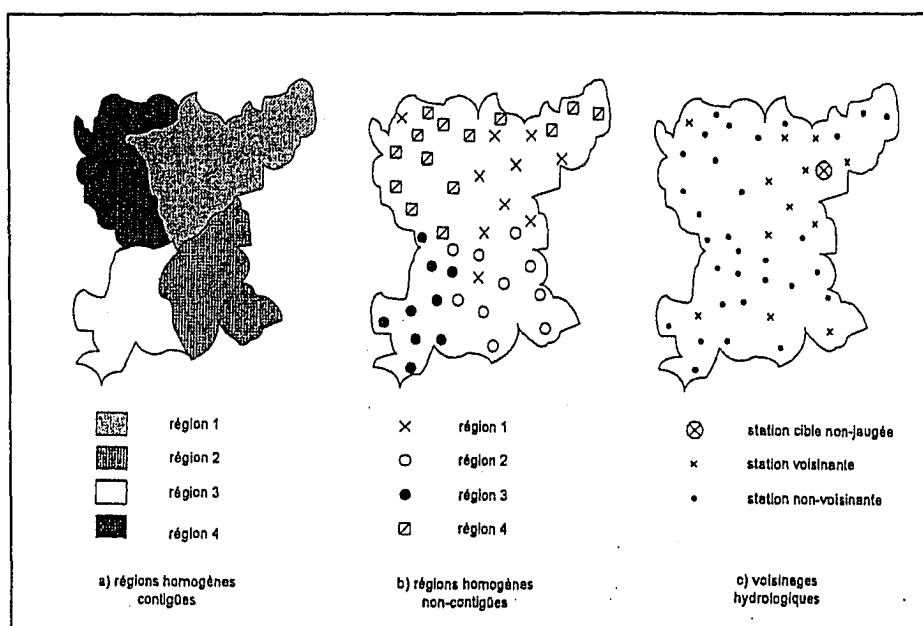 région 1
région 2
région 3
région 4
a) régions homogènes
contigües
région 1
région 2
région 3
région 4
b) régions homogènes
non-contigües
station cible non-jaugée
station voisinante
station non-voisinante
c) voisinages
hydrologiques